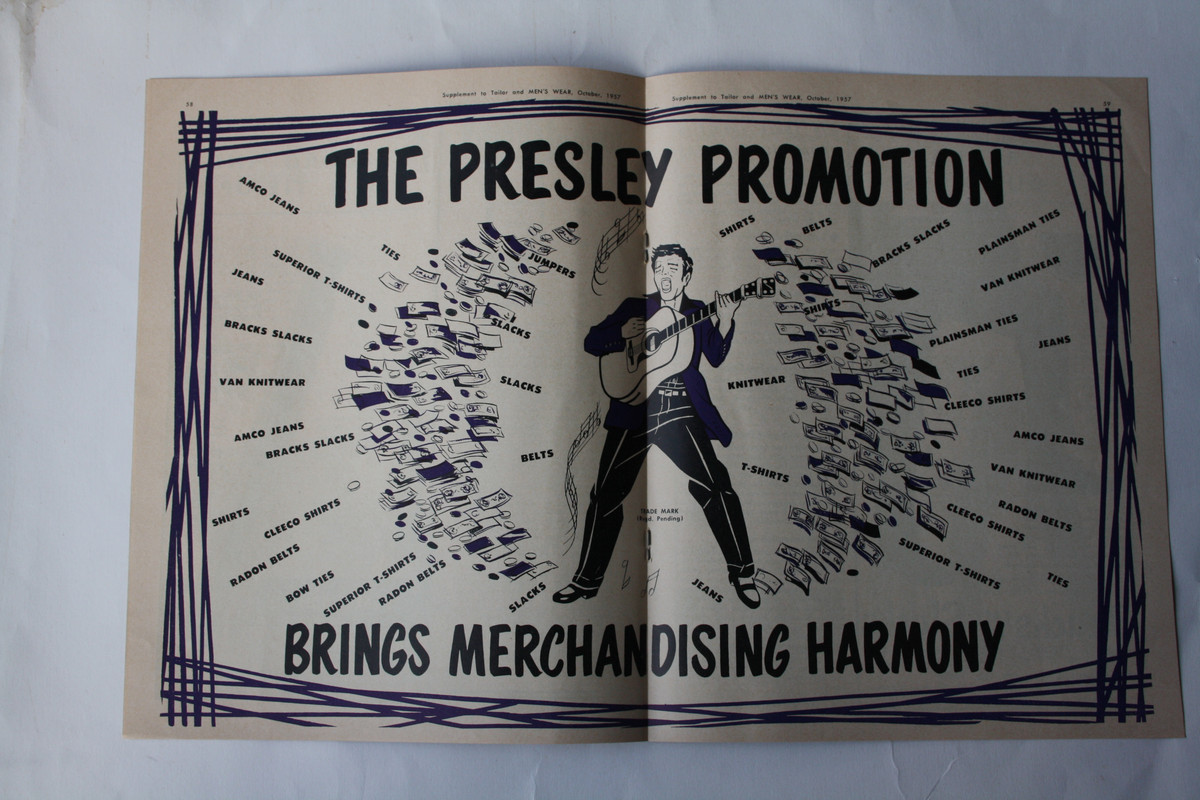 58
Supplement to Tailor and MEN'S WEAR, October, 1957
Supplement to Tailor and MEN'S WEAR, October, 1957
59
THE PRESLEY PROMOTION
AMCO JEANS
TIES
JUMPERS
SUPERIOR T-SHIRTS
JEANS
SLACKS
BRACKS SLACKS
VAN KNITWEAR
SLACKS
AMCO JEANS
BRACKS SLACKS
BELTS
SHIRTS
CLEECO SHIRTS
RADON BELTS
BOW TIES
SUPERIOR T-SHIRTS
RADON BELTS
SLACKS
SHIRTS
BELTS
BRACKS SLACKS
PLAINSMAN TIES
VAN KNITWEAR
SHIRTS
PLAINSMAN TIES
JEANS
TIES
KNITWEAR
CLEECO SHIRTS
AMCO JEANS
T-SHIRTS
VAN KNITWEAR
RADON BELTS
CLEECO SHIRTS
SUPERIOR T-SHIRTS
TIES
JEANS
TRADE MARK
(Pending)
BRINGS MERCHANDISING HARMONY